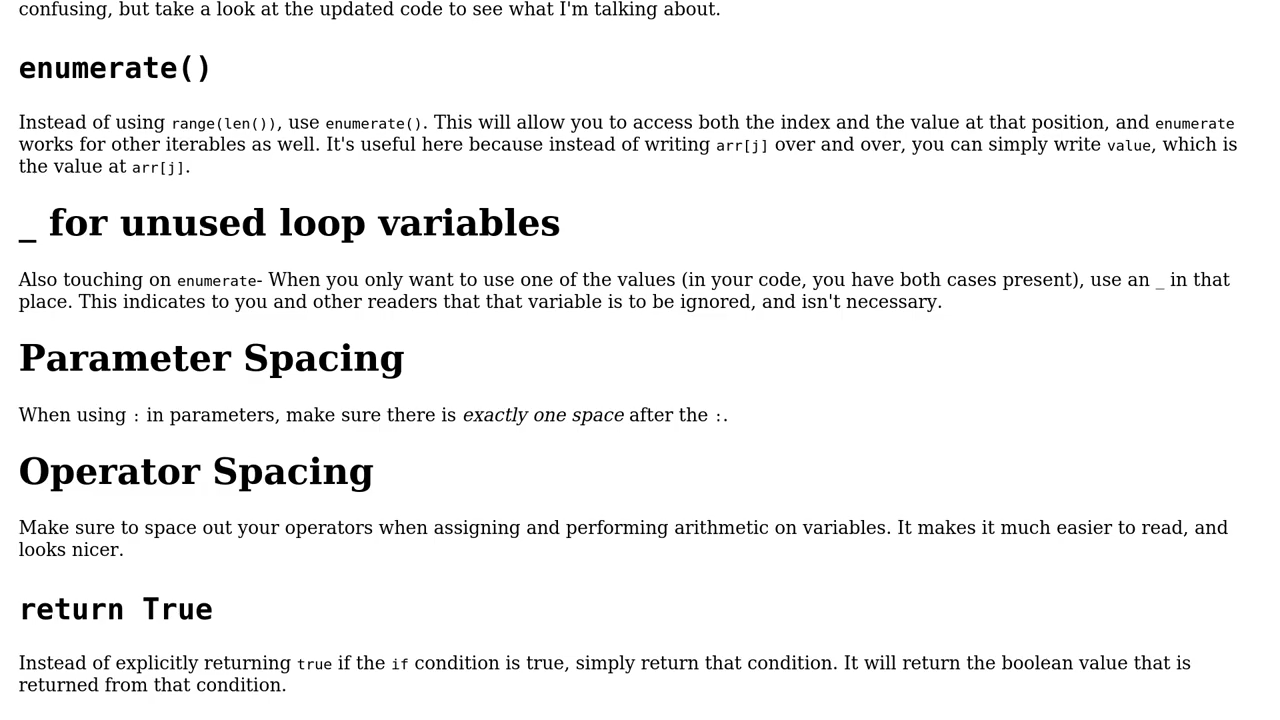 confusing, but take a look at the updated code to see what I'm talking about.
enumerate()
Instead of using range(len()), use enumerate(). This will allow you to access both the index and the value at that position, and enumerate
works for other iterables as well. It's useful here because instead of writing arr[j] over and over, you can simply write value, which is
the value at arr[j].
_ for unused loop variables
Also touching on enumerate- When you only want to use one of the values (in your code, you have both cases present), use an _ in that
place. This indicates to you and other readers that that variable is to be ignored, and isn't necessary.
Parameter Spacing
When using : in parameters, make sure there is exactly one space after the :.
Operator Spacing
Make sure to space out your operators when assigning and performing arithmetic on variables. It makes it much easier to read, and
looks nicer.
return True
Instead of explicitly returning true if the if condition is true, simply return that condition. It will return the boolean value that is
returned from that condition.